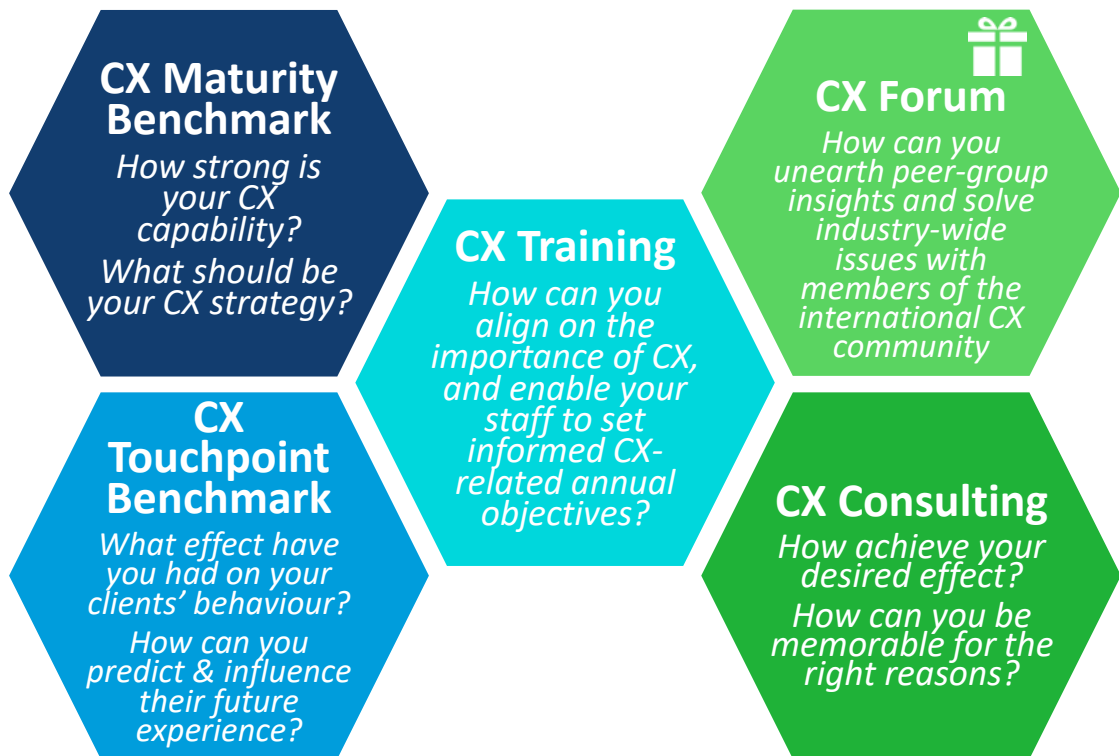 CX Maturity
Benchmark
How strong is
your CX
capability?
What should be
your CX strategy?
CX Forum
How can you
unearth peer-group
insights and solve
industry-wide
issues with
members of the
international CX
community
CX Training
How can you
align on the
importance of CX,
and enable your
staff to set
informed CX-
related annual
objectives?
CX
Touchpoint
Benchmark
What effect have
you had on your
clients’ behaviour?
How can you
predict & influence
their future
experience?
CX Consulting
How achieve your
desired effect?
How can you be
memorable for the
right reasons?